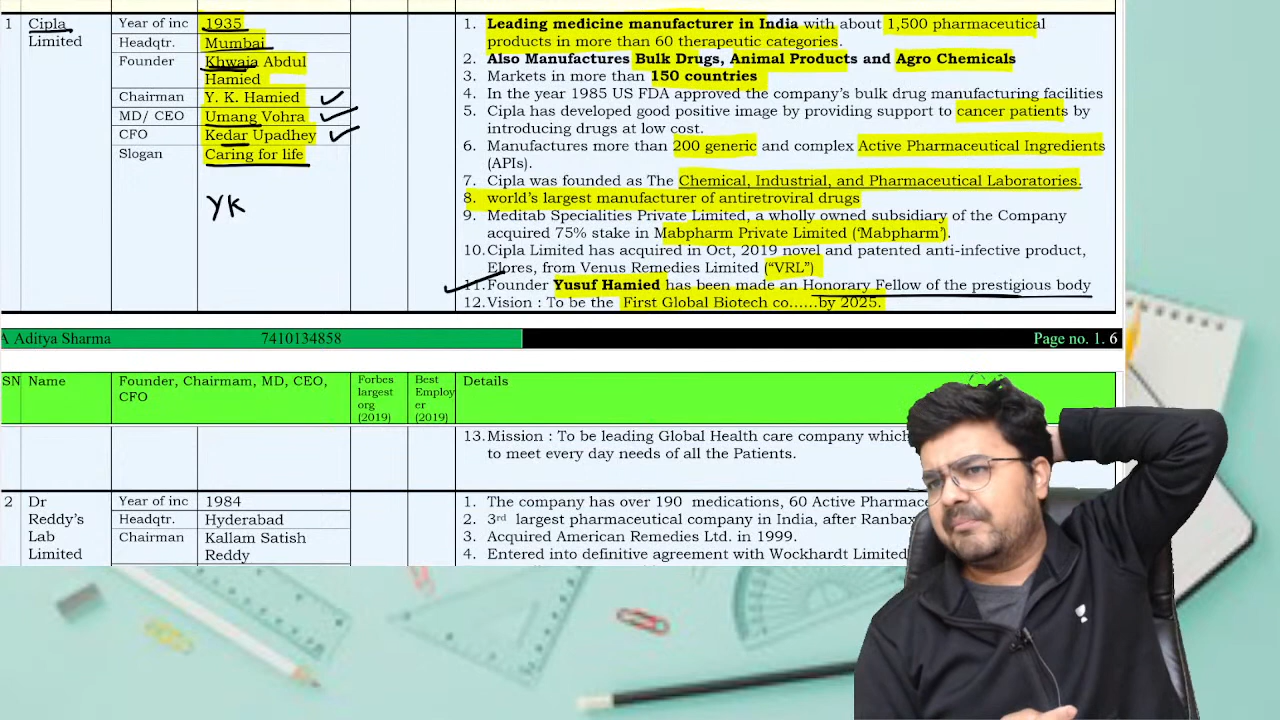 1 Cipla Limited
Year of inc 1935
Headqtr. Mumbai
Founder Khwaja Abdul Hamied
Chairman Y. K. Hamied
MD/ CEO Umang Vohra
CFO Kedar Upadhey
Slogan Caring for life
YK
1. Leading medicine manufacturer in India with about 1,500 pharmaceutical
products in more than 60 therapeutic categories.
2. Also Manufactures Bulk Drugs, Animal Products and Agro Chemicals
3. Markets in more than 150 countries
4. In the year 1985 US FDA approved the company's bulk drug manufacturing facilities
5. Cipla has developed good positive image by providing support to cancer patients by
introducing drugs at low cost.
6. Manufactures more than 200 generic and complex Active Pharmaceutical Ingredients
(APIs).
7. Cipla was founded as The Chemical, Industrial, and Pharmaceutical Laboratories.
8. world's largest manufacturer of antiretroviral drugs
9. Meditab Specialities Private Limited, a wholly owned subsidiary of the Company
acquired 75% stake in Mabpharm Private Limited ('Mabpharm').
10. Cipla Limited has acquired in Oct, 2019 novel and patented anti-infective product,
Elores, from Venus Remedies Limited ("VRL")
11. Founder Yusuf Hamied has been made an Honorary Fellow of the prestigious body
12. Vision : To be the First Global Biotech co......by 2025.
A Aditya Sharma 7410134858 Page no. 1. 6
SN Name Founder, Chairmam, MD, CEO, CFO Forbes largest org (2019) Best Employer (2019) Details
13. Mission : To be leading Global Health care company which
to meet every day needs of all the Patients.
2 Dr Reddy's Lab Limited
Year of inc 1984
Headqtr. Hyderabad
Chairman Kallam Satish Reddy
1. The company has over 190 medications, 60 Active Pharmace
2. 3rd largest pharmaceutical company in India, after Ranbax
3. Acquired American Remedies Ltd. in 1999.
4. Entered into definitive agreement with Wockhardt Limited